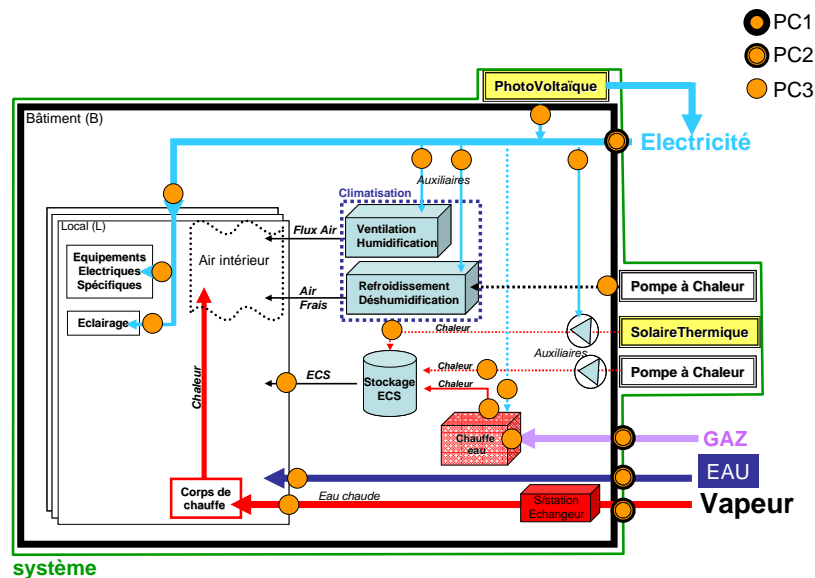 PC1
PC2
PC3
PhotoVoltaïque
Bâtiment (B)
Electricité
Auxiliaires
Climatisation
Local (L)
Flux Air
Ventilation
Humidification
Equipements
Electriques
Spécifiques
Air intérieur
Air
Frais
Refroidissement
Déshumidification
Pompe à Chaleur
Eclairage
Chaleur
SolaireThermique
Auxiliaires
Chaleur
Pompe à Chaleur
Chaleur
ECS
Stockage
ECS
Chaleur
Chauffe
eau
GAZ
EAU
Corps de
chauffe
Eau chaude
S/station
Echangeur
Vapeur
système